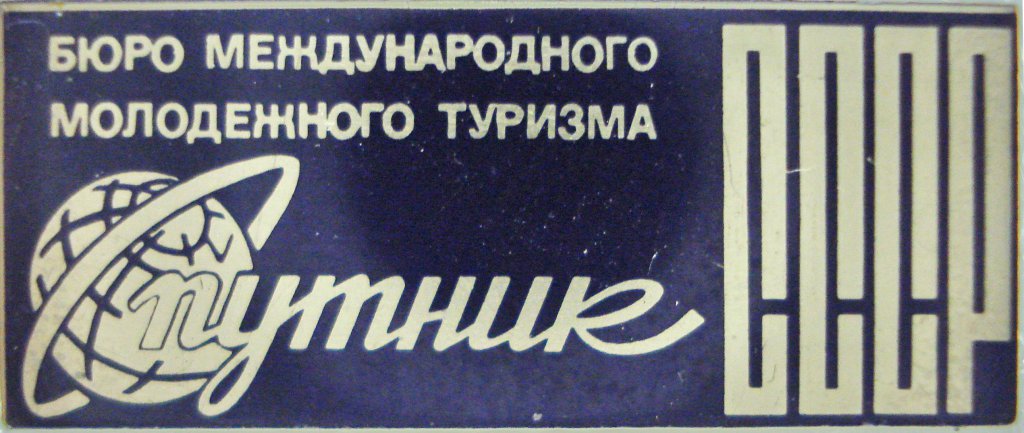 БЮРО МЕЖДУНАРОДНОГО
МОЛОДЕЖНОГО ТУРИЗМА
Спутник
СССР